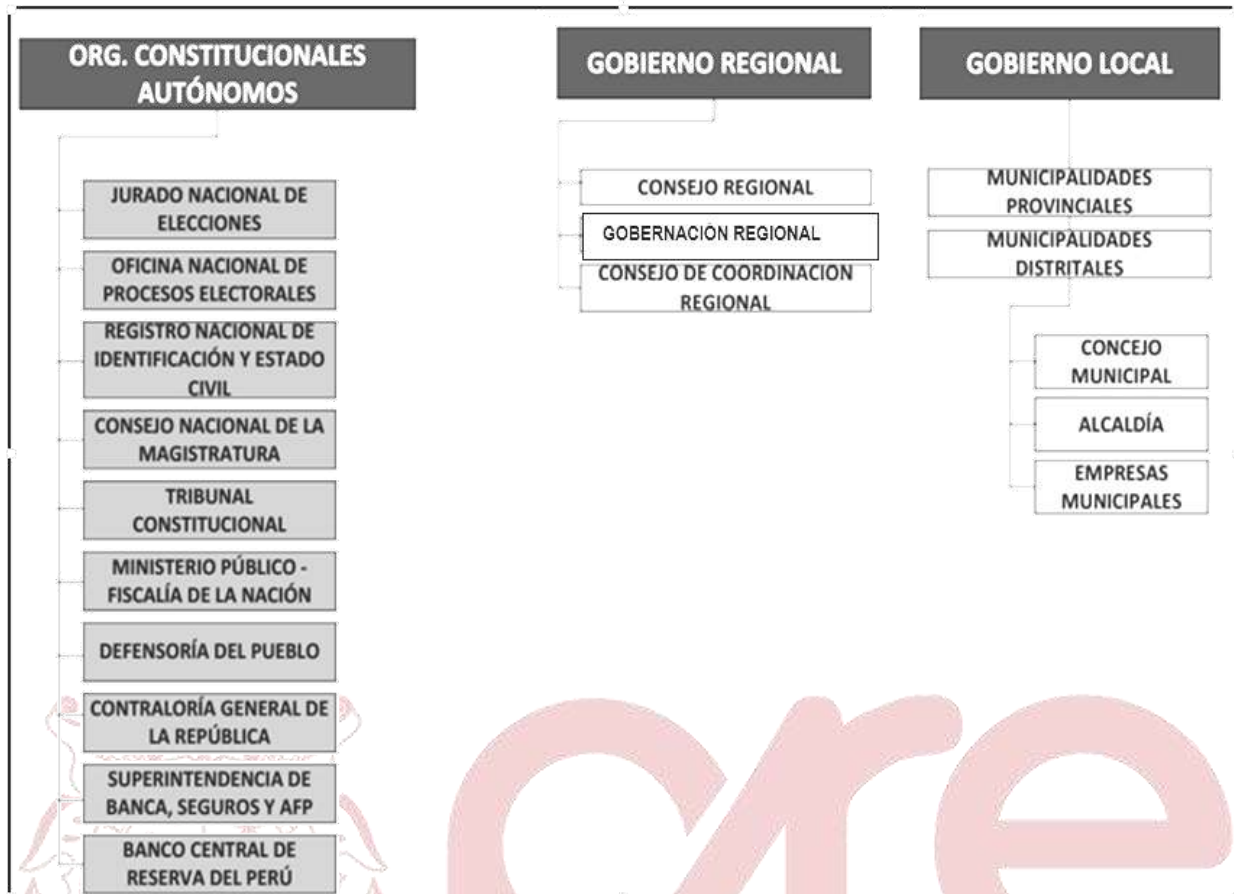 ORG. CONSTITUCIONALES
AUTÓNOMOS
JURADO NACIONAL DE
ELECCIONES
OFICINA NACIONAL DE
PROCESOS ELECTORALES
REGISTRO NACIONAL DE
IDENTIFICACIÓN Y ESTADO
CIVIL
CONSEJO NACIONAL DE LA
MAGISTRATURA
TRIBUNAL
CONSTITUCIONAL
MINISTERIO PÚBLICO -
FISCALÍA DE LA NACIÓN
DEFENSORÍA DEL PUEBLO
CONTRALORÍA GENERAL DE
LA REPÚBLICA
SUPERINTENDENCIA DE
BANCA, SEGUROS Y AFP
BANCO CENTRAL DE
RESERVA DEL PERÚ
GOBIERNO REGIONAL
CONSEJO REGIONAL
GOBERNACIÓN REGIONAL
CONSEJO DE COORDINACION
REGIONAL
GOBIERNO LOCAL
MUNICIPALIDADES
PROVINCIALES
MUNICIPALIDADES
DISTRITALES
CONCEJO
MUNICIPAL
ALCALDÍA
EMPRESAS
MUNICIPALES
cre